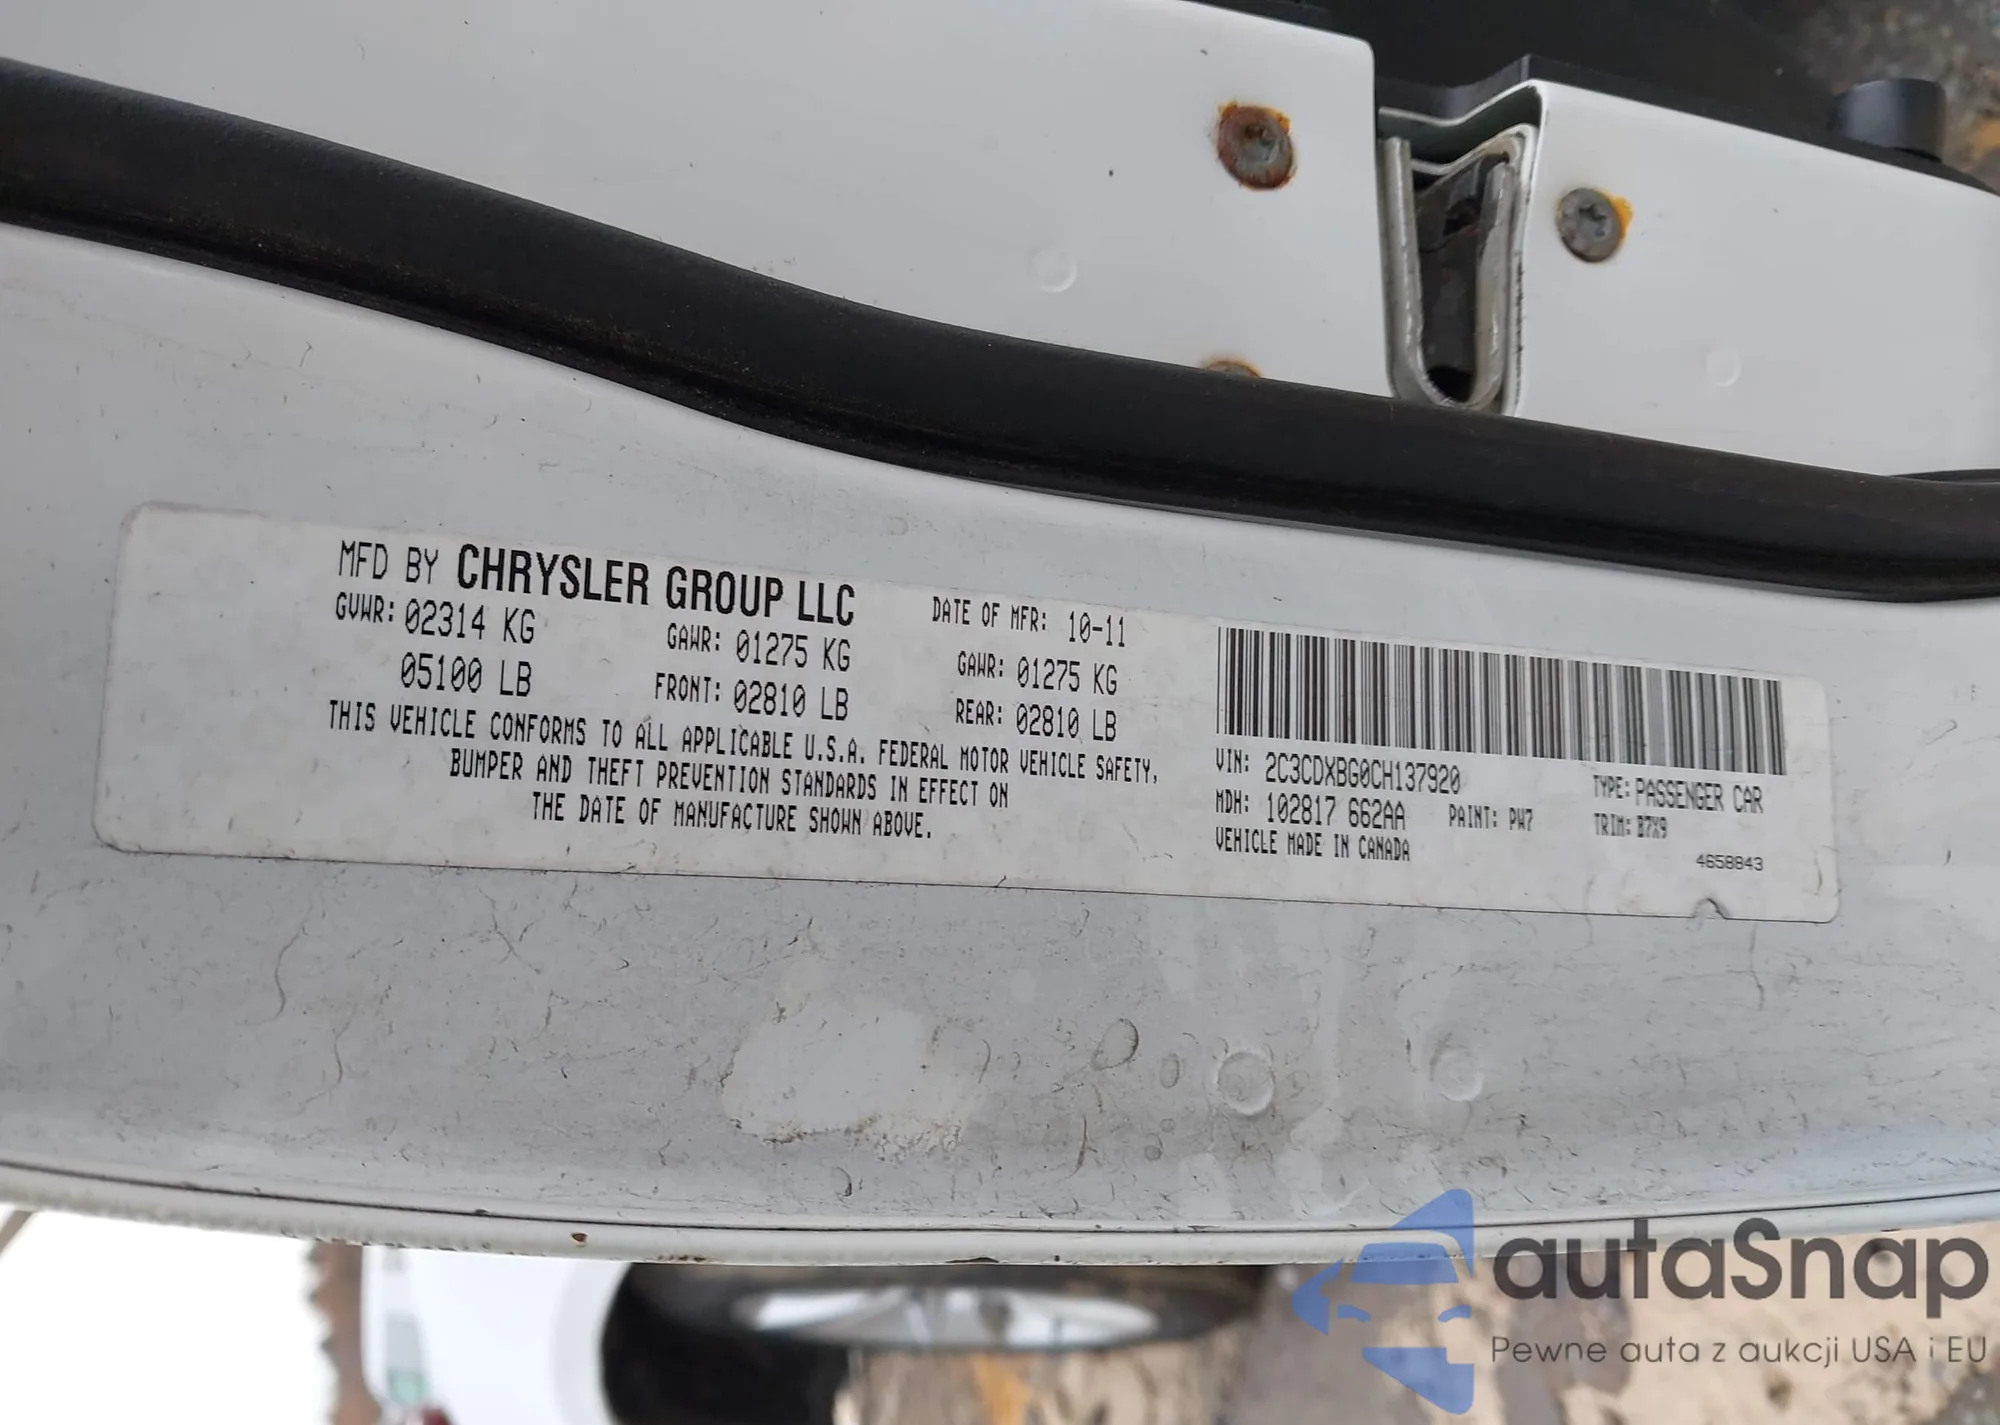 MFD BY CHRYSLER GROUP LLC
DATE OF MFR: 10-11
GVWR: 02314 KG
GAWR: 01275 KG
GAWR: 01275 KG
05100 LB
FRONT: 02810 LB
REAR: 02810 LB
THIS VEHICLE CONFORMS TO ALL APPLICABLE U.S.A. FEDERAL MOTOR VEHICLE SAFETY,
BUMPER AND THEFT PREVENTION STANDARDS IN EFFECT ON
THE DATE OF MANUFACTURE SHOWN ABOVE.
VIN: 2C3CDXBG0CH137920
TYPE: PASSENGER CAR
MDH: 102817 662AA
PAINT: PW7
TRIM: B7X9
VEHICLE MADE IN CANADA
4658843
autaSnap
Pewne auta z aukcji USA i EU